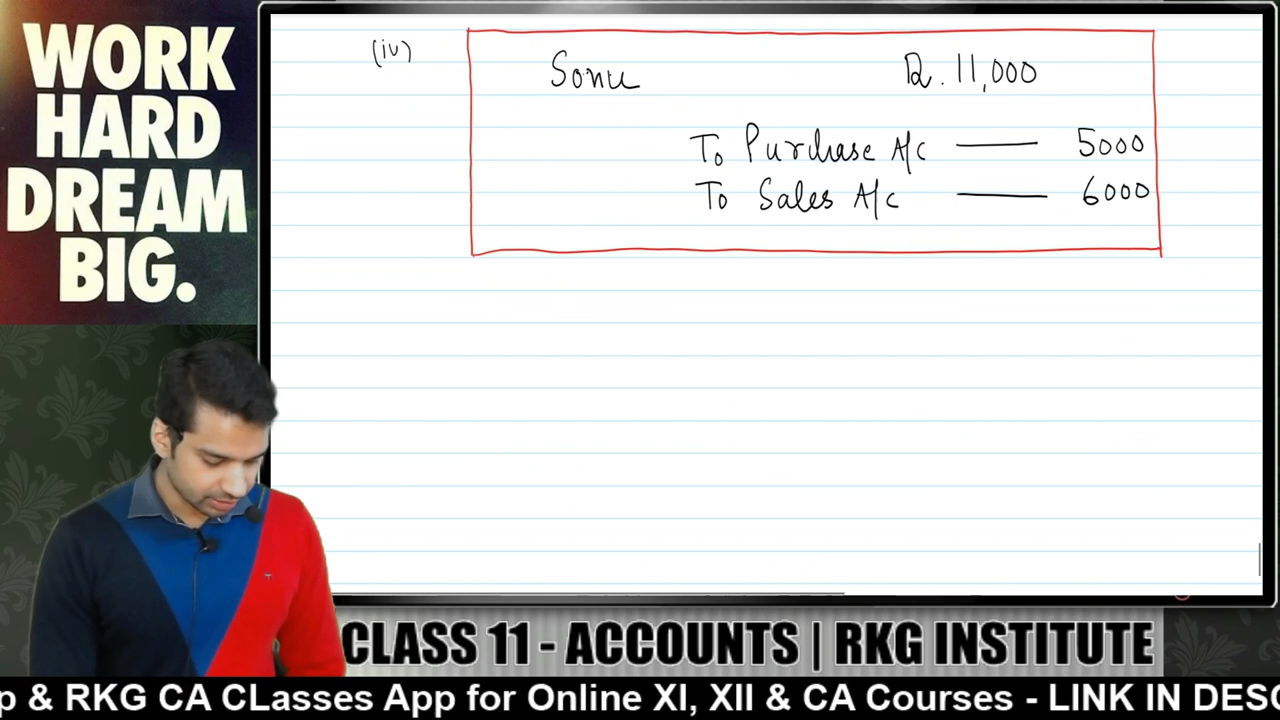 WORK
HARD
DREAM
BIG.
(iv)
Sonu Dr. 11,000
To Purchase A/c —— 5000
To Sales A/c —— 6000
CLASS 11 - ACCOUNTS | RKG INSTITUTE
p & RKG CA CLasses App for Online XI, XII & CA Courses - LINK IN DESC